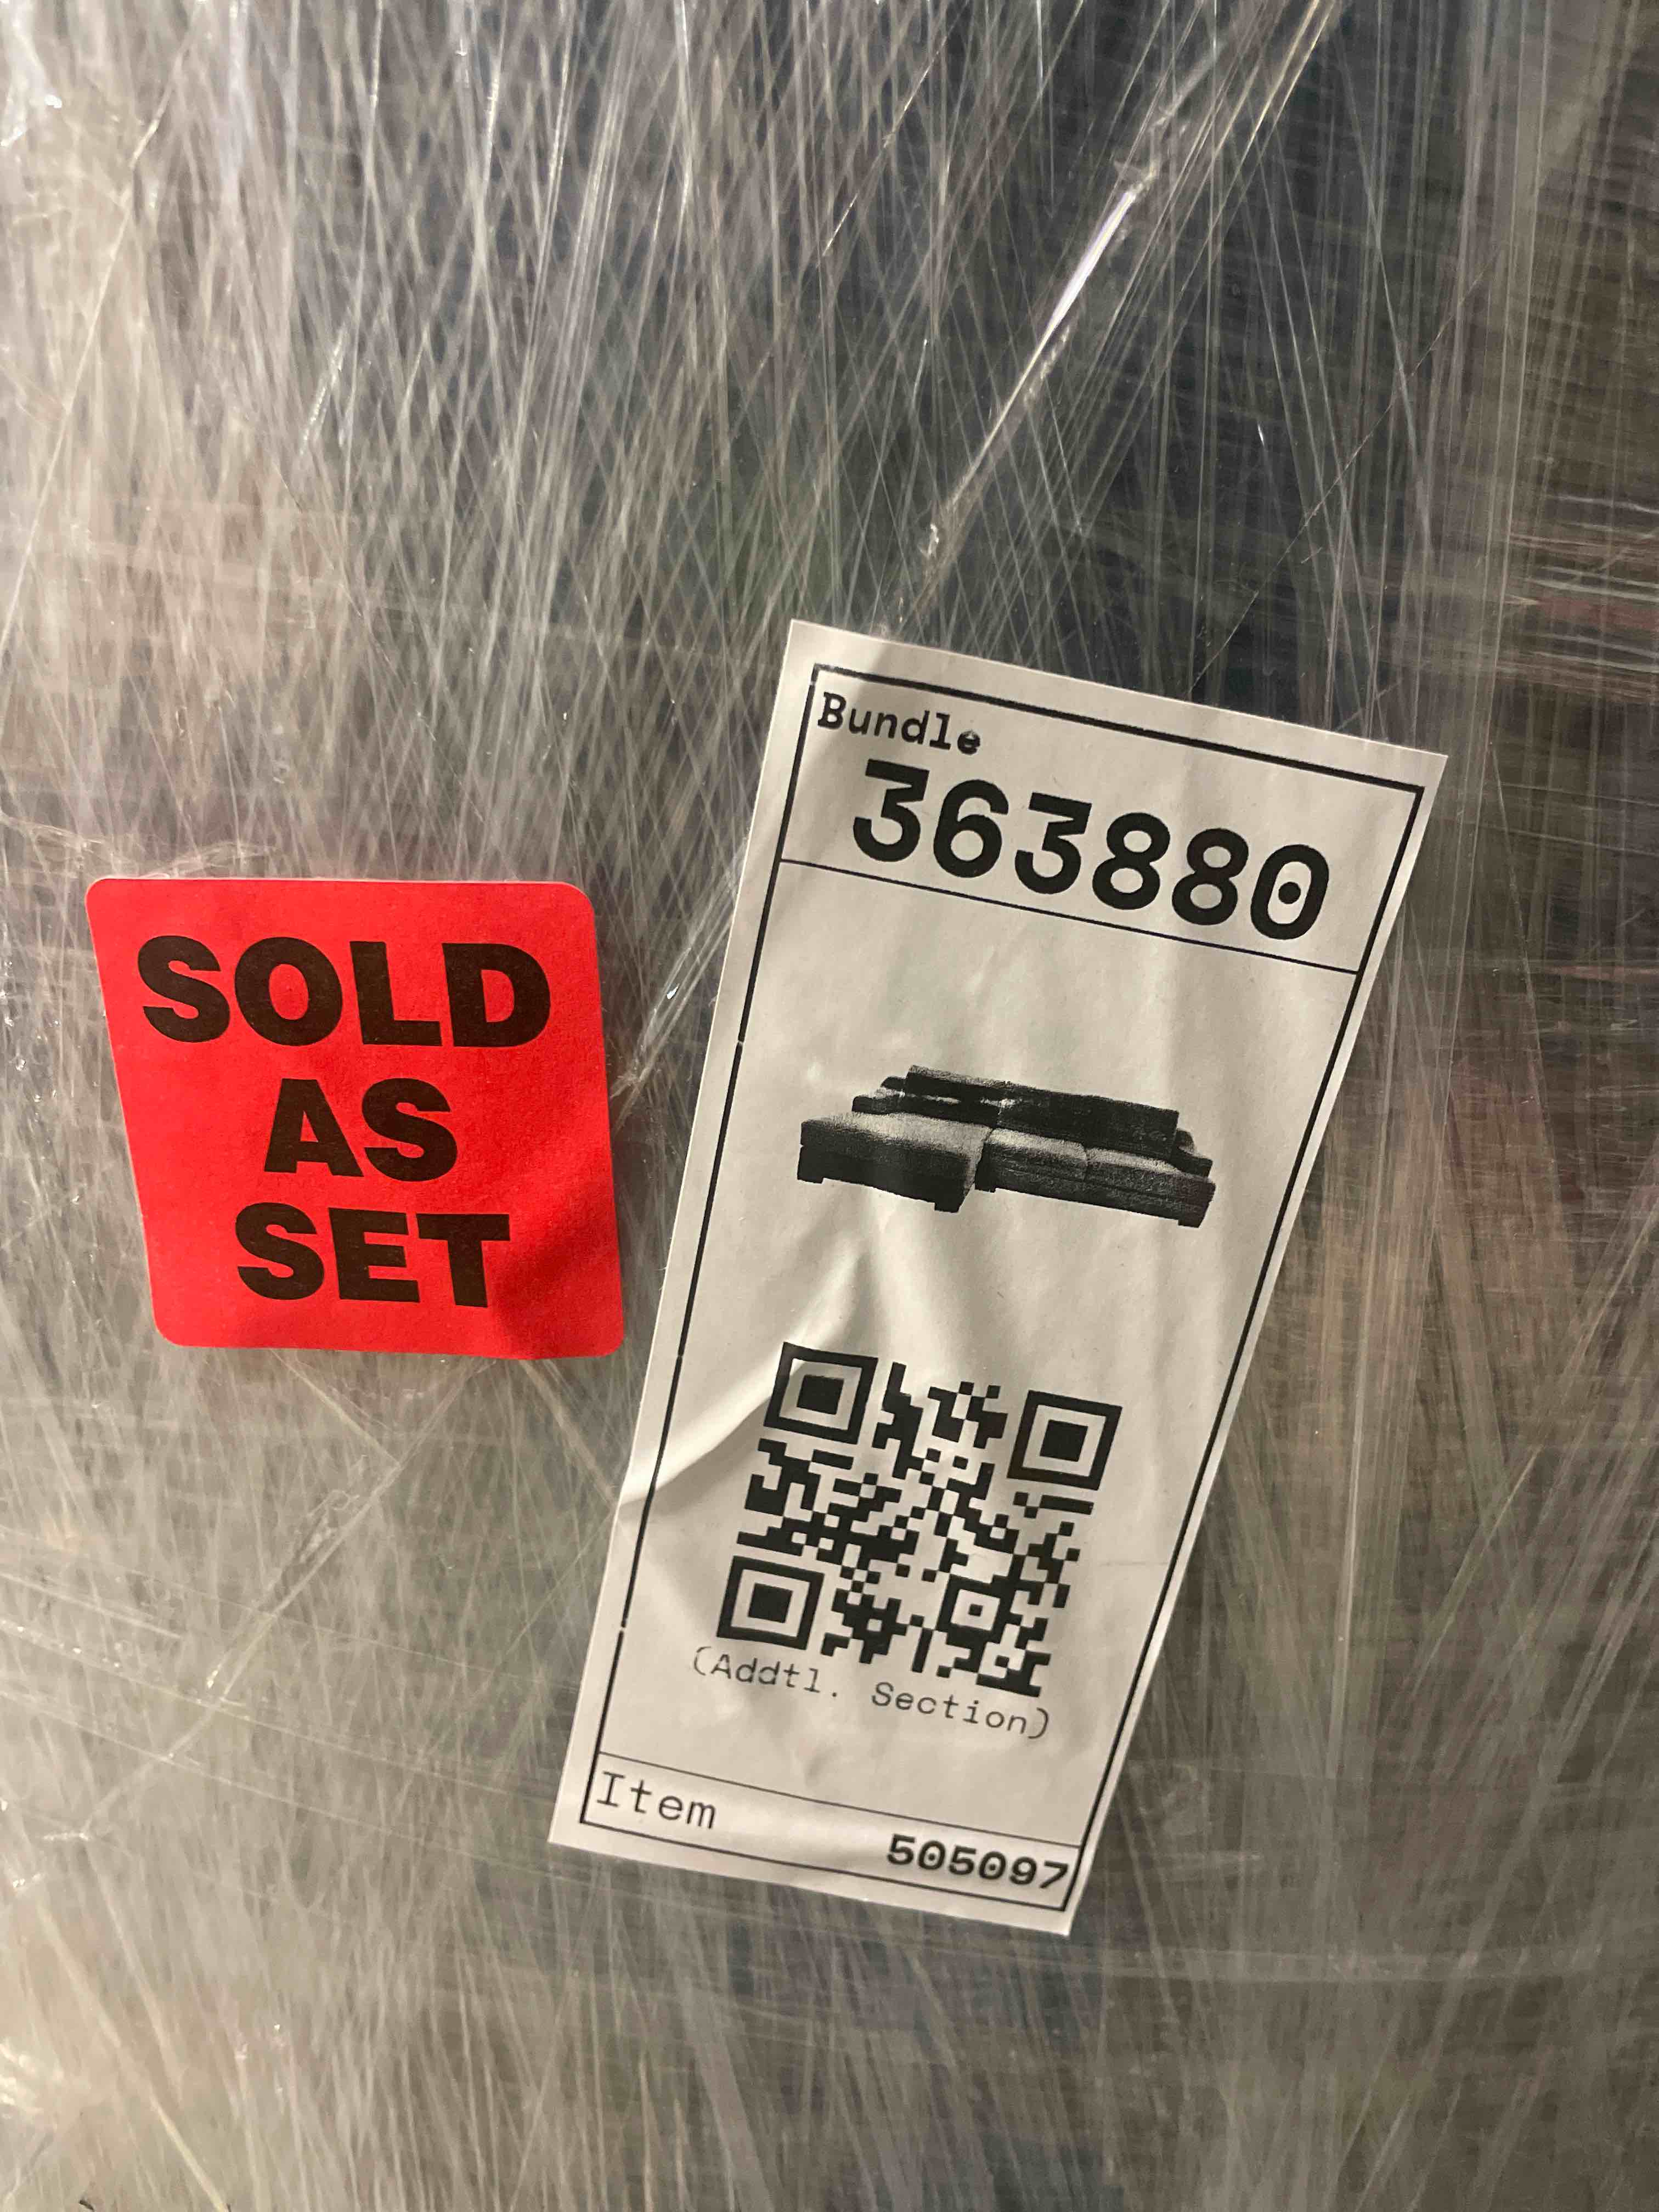 SOLD
AS
SET
Bundle
363880
(Addtl. Section)
Item
505097